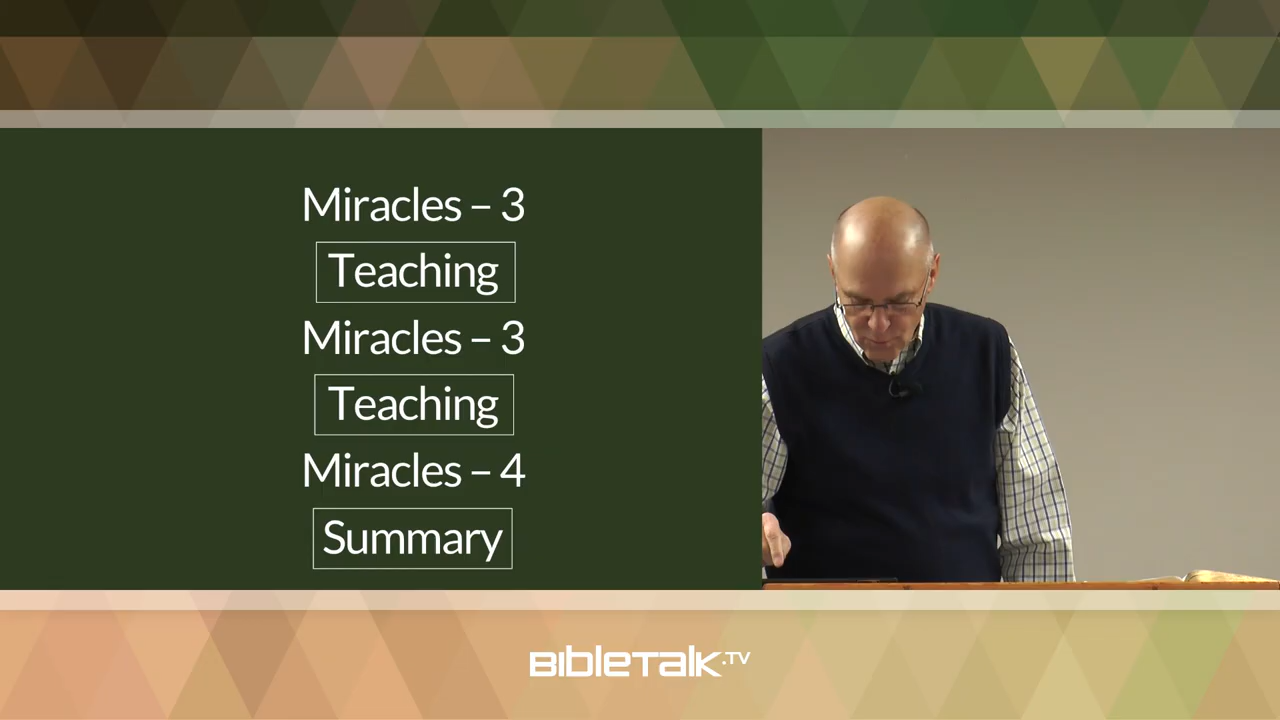 Miracles – 3
Teaching
Miracles – 3
Teaching
Miracles – 4
Summary
BibleTalk.TV